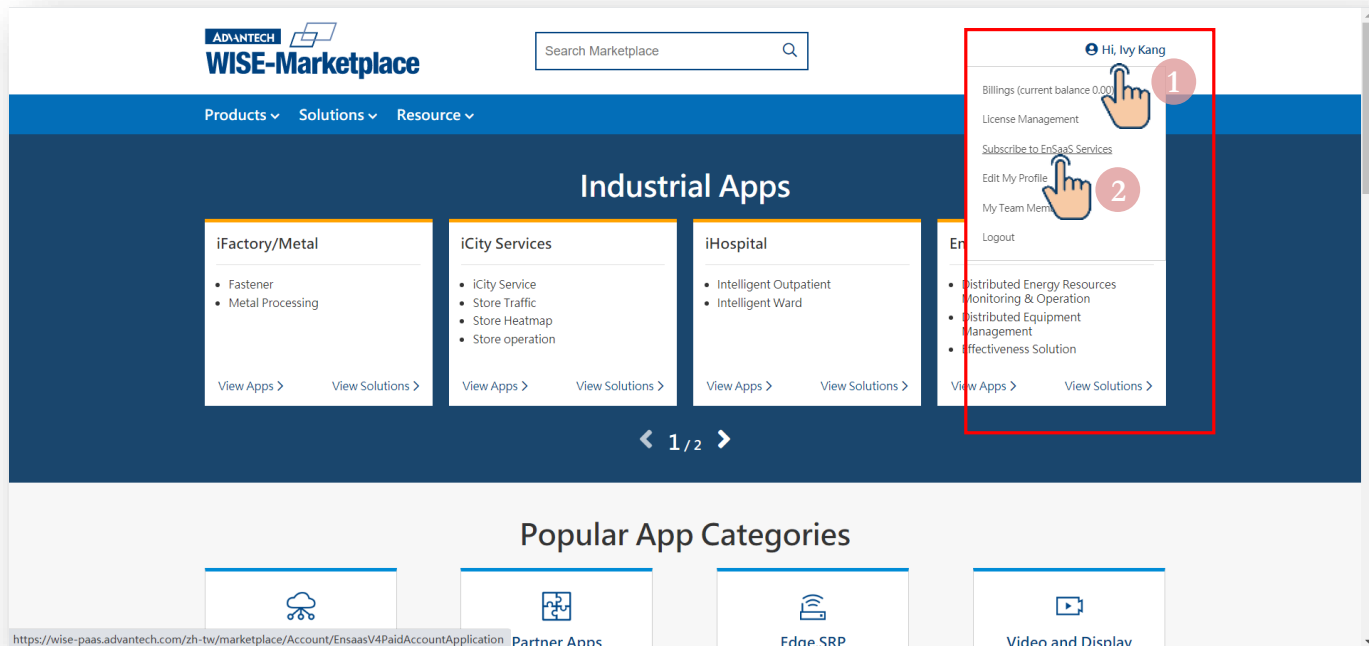 ADVANTECH
WISE-Marketplace
Search Marketplace
Hi, Ivy Kang
1
Billings (current balance 0.00)
License Management
Subscribe to EnSaaS Services
2
Edit My Profile
My Team Mem
Logout
Products
Solutions
Resource
Industrial Apps
iFactory/Metal
• Fastener
• Metal Processing
View Apps >
View Solutions >
iCity Services
• iCity Service
• Store Traffic
• Store Heatmap
• Store operation
View Apps >
View Solutions >
iHospital
• Intelligent Outpatient
• Intelligent Ward
View Apps >
View Solutions >
En
• Distributed Energy Resources
Monitoring & Operation
• Distributed Equipment
Management
• Effectiveness Solution
View Apps >
View Solutions >
1 / 2
Popular App Categories
Partner Apps
Edge SRP
Video and Display
https://wise-paas.advantech.com/zh-tw/marketplace/Account/EnsaasV4PaidAccountApplication